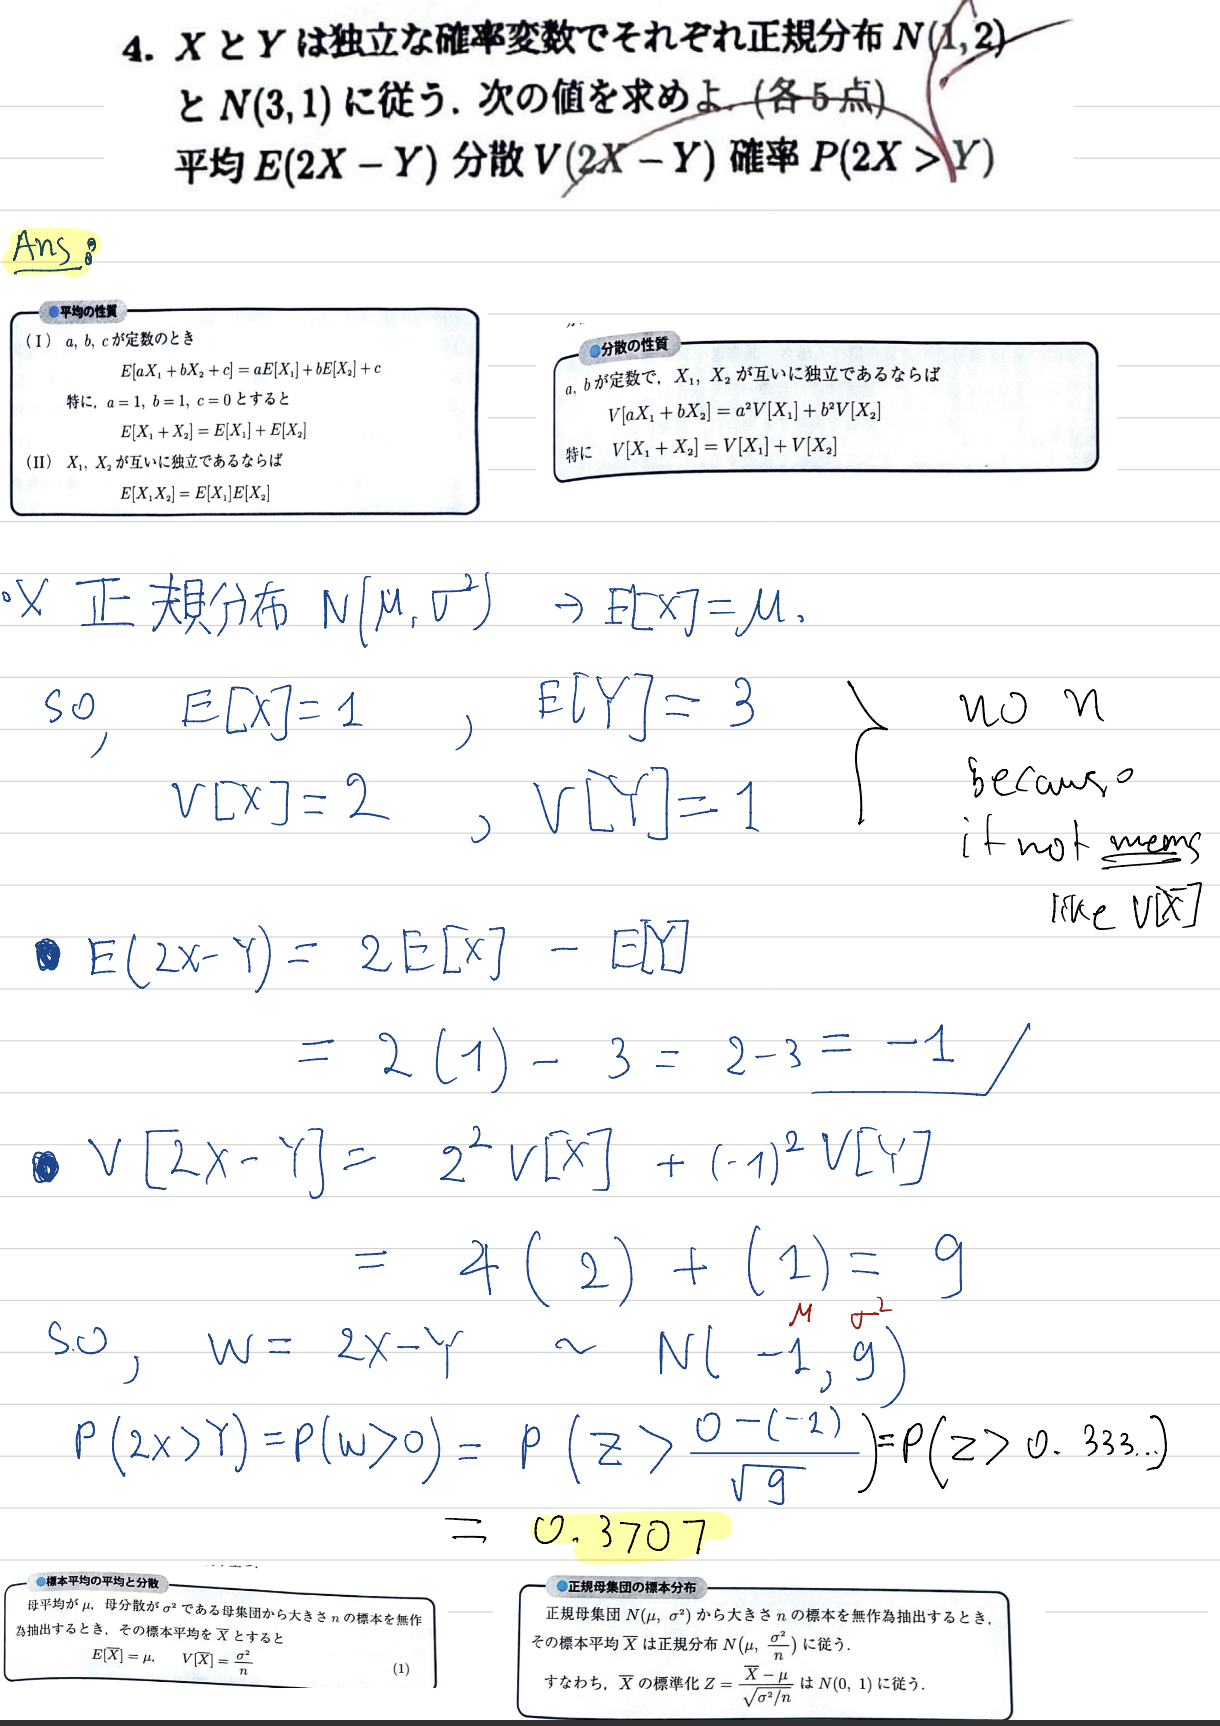 4. XとYは独立な確率変数でそれぞれ正規分布 N(1,2)
と N(3,1) に従う. 次の値を求めよ. (各5点)
平均 E(2X − Y) 分散 V(2X − Y) 確率 P(2X > Y)
Ans:
平均の性質
(I) a, b, c が定数のとき
E[aX₁ + bX₂ + c] = aE[X₁] + bE[X₂] + c
特に, a = 1, b = 1, c = 0 とすると
E[X₁ + X₂] = E[X₁] + E[X₂]
(II) X₁, X₂ が互いに独立であるならば
E[X₁X₂] = E[X₁]E[X₂]
分散の性質
a, b が定数で, X₁, X₂ が互いに独立であるならば
V[aX₁ + bX₂] = a²V[X₁] + b²V[X₂]
特に V[X₁ + X₂] = V[X₁] + V[X₂]
・X 正規分布 N(μ, σ²) → E[X] = μ.
so, E[X] = 1 , E[Y] = 3
V[X] = 2 , V[Y] = 1
no n
because
it not mems
like V[X̄]
● E(2X−Y) = 2E[X] − E[Y]
= 2(1) − 3 = 2−3 = −1
● V[2X−Y] = 2² V[X] + (−1)² V[Y]
= 4(2) + (1) = 9
μ σ²
so, W = 2X−Y ~ N(−1, 9)
P(2X>Y) = P(W>0) = P(Z > (0−(−1))/√9) = P(Z > 0.333..)
= 0.3707
標本平均の平均と分散
母平均が μ, 母分散が σ² である母集団から大きさ n の標本を無作
為抽出するとき, その標本平均を X̄ とすると
E[X̄] = μ, V[X̄] = σ²/n (1)
正規母集団の標本分布
正規母集団 N(μ, σ²) から大きさ n の標本を無作為抽出するとき,
その標本平均 X̄ は正規分布 N(μ, σ²/n) に従う.
すなわち, X̄ の標準化 Z = (X̄ − μ)/√(σ²/n) は N(0, 1) に従う.